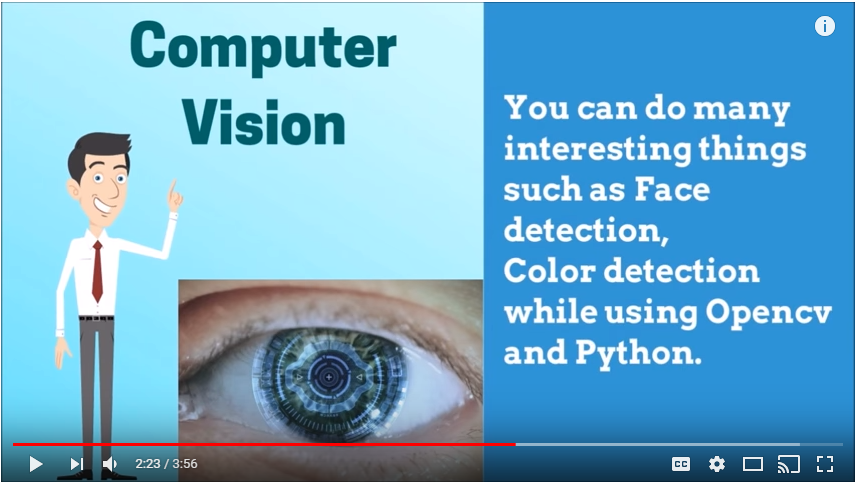 Computer
Vision
You can do many
interesting things
such as Face
detection,
Color detection
while using Opencv
and Python.
2:23 / 3:56
CC